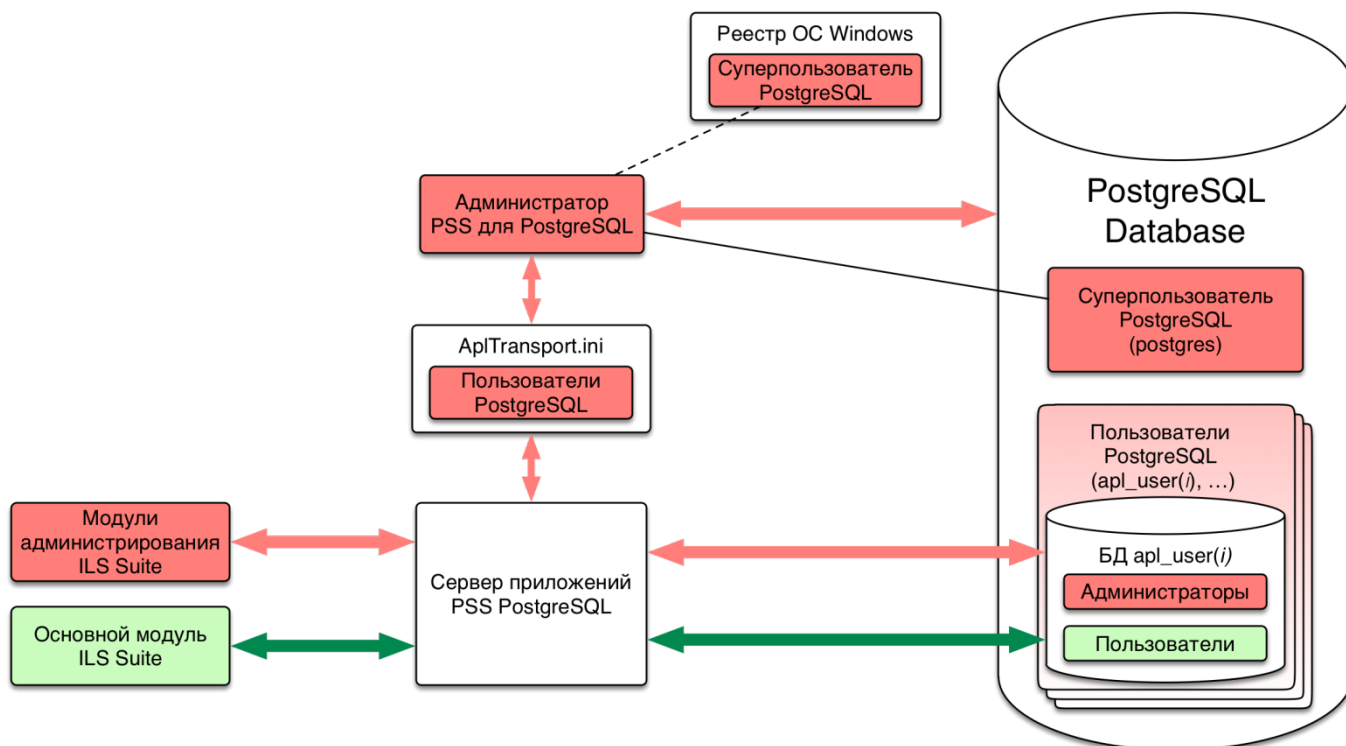 Реестр ОС Windows
Суперпользователь
PostgreSQL
Администратор
PSS для PostgreSQL
PostgreSQL
Database
Суперпользователь
PostgreSQL
(postgres)
AplTransport.ini
Пользователи
PostgreSQL
Пользователи
PostgreSQL
(apl_user(i), ...)
Модули
администрирования
ILS Suite
Сервер приложений
PSS PostgreSQL
БД apl_user(i)
Администраторы
Основной модуль
ILS Suite
Пользователи